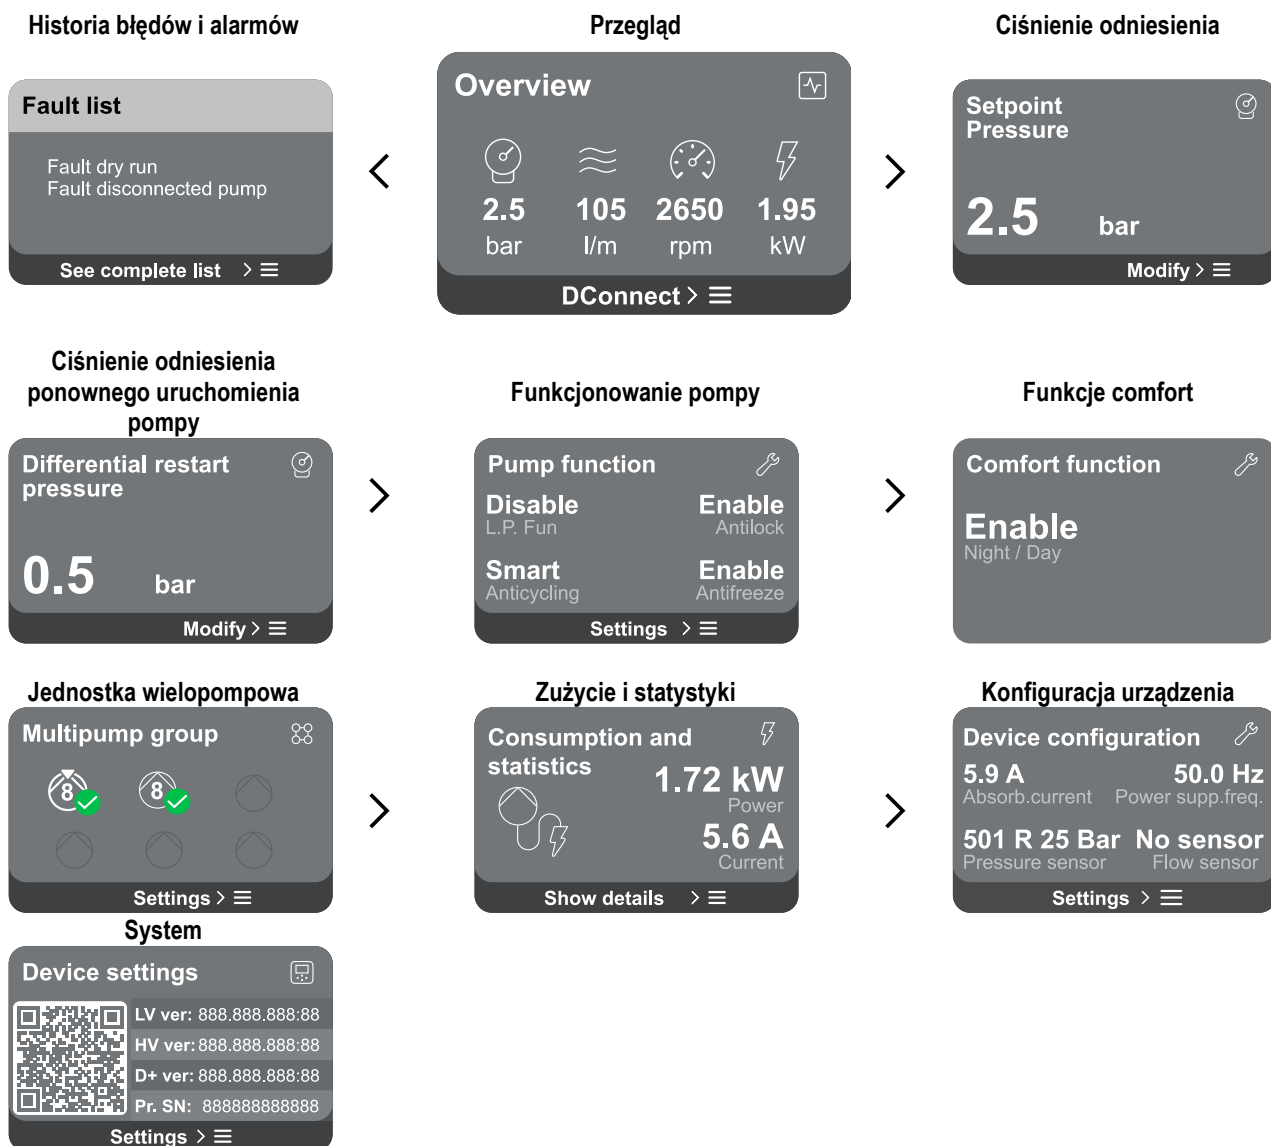 Historia błędów i alarmów
Fault list
Fault dry run
Fault disconnected pump
See complete list
Przegląd
Overview
2.5 105 2650 1.95
bar l/m rpm kW
DConnect
Ciśnienie odniesienia
Setpoint
Pressure
2.5 bar
Modify
Ciśnienie odniesienia
ponownego uruchomienia
pompy
Differential restart
pressure
0.5 bar
Modify
Funkcjonowanie pompy
Pump function
Disable Enable
L.P. Fun Antilock
Smart Enable
Anticycling Antifreeze
Settings
Funkcje comfort
Comfort function
Enable
Night / Day
Jednostka wielopompowa
Multipump group
8 8
Settings
Zużycie i statystyki
Consumption and
statistics
1.72 kW
Power
5.6 A
Current
Show details
Konfiguracja urządzenia
Device configuration
5.9 A 50.0 Hz
Absorb.current Power supp.freq.
501 R 25 Bar No sensor
Pressure sensor Flow sensor
Settings
System
Device settings
LV ver: 888.888.888:88
HV ver: 888.888.888:88
D+ ver: 888.888.888:88
Pr. SN: 888888888888
Settings